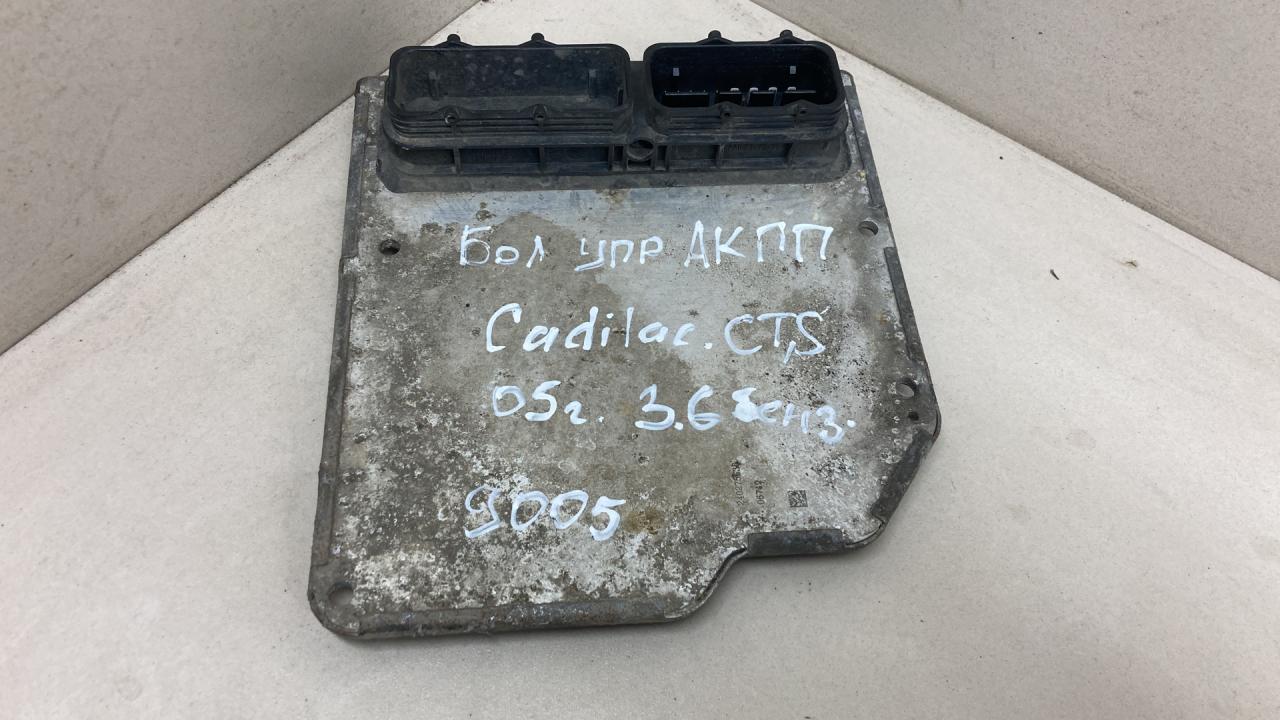 Бол упр АКПП
Cadilac. CTS
05г. 3.6 бенз.
9005